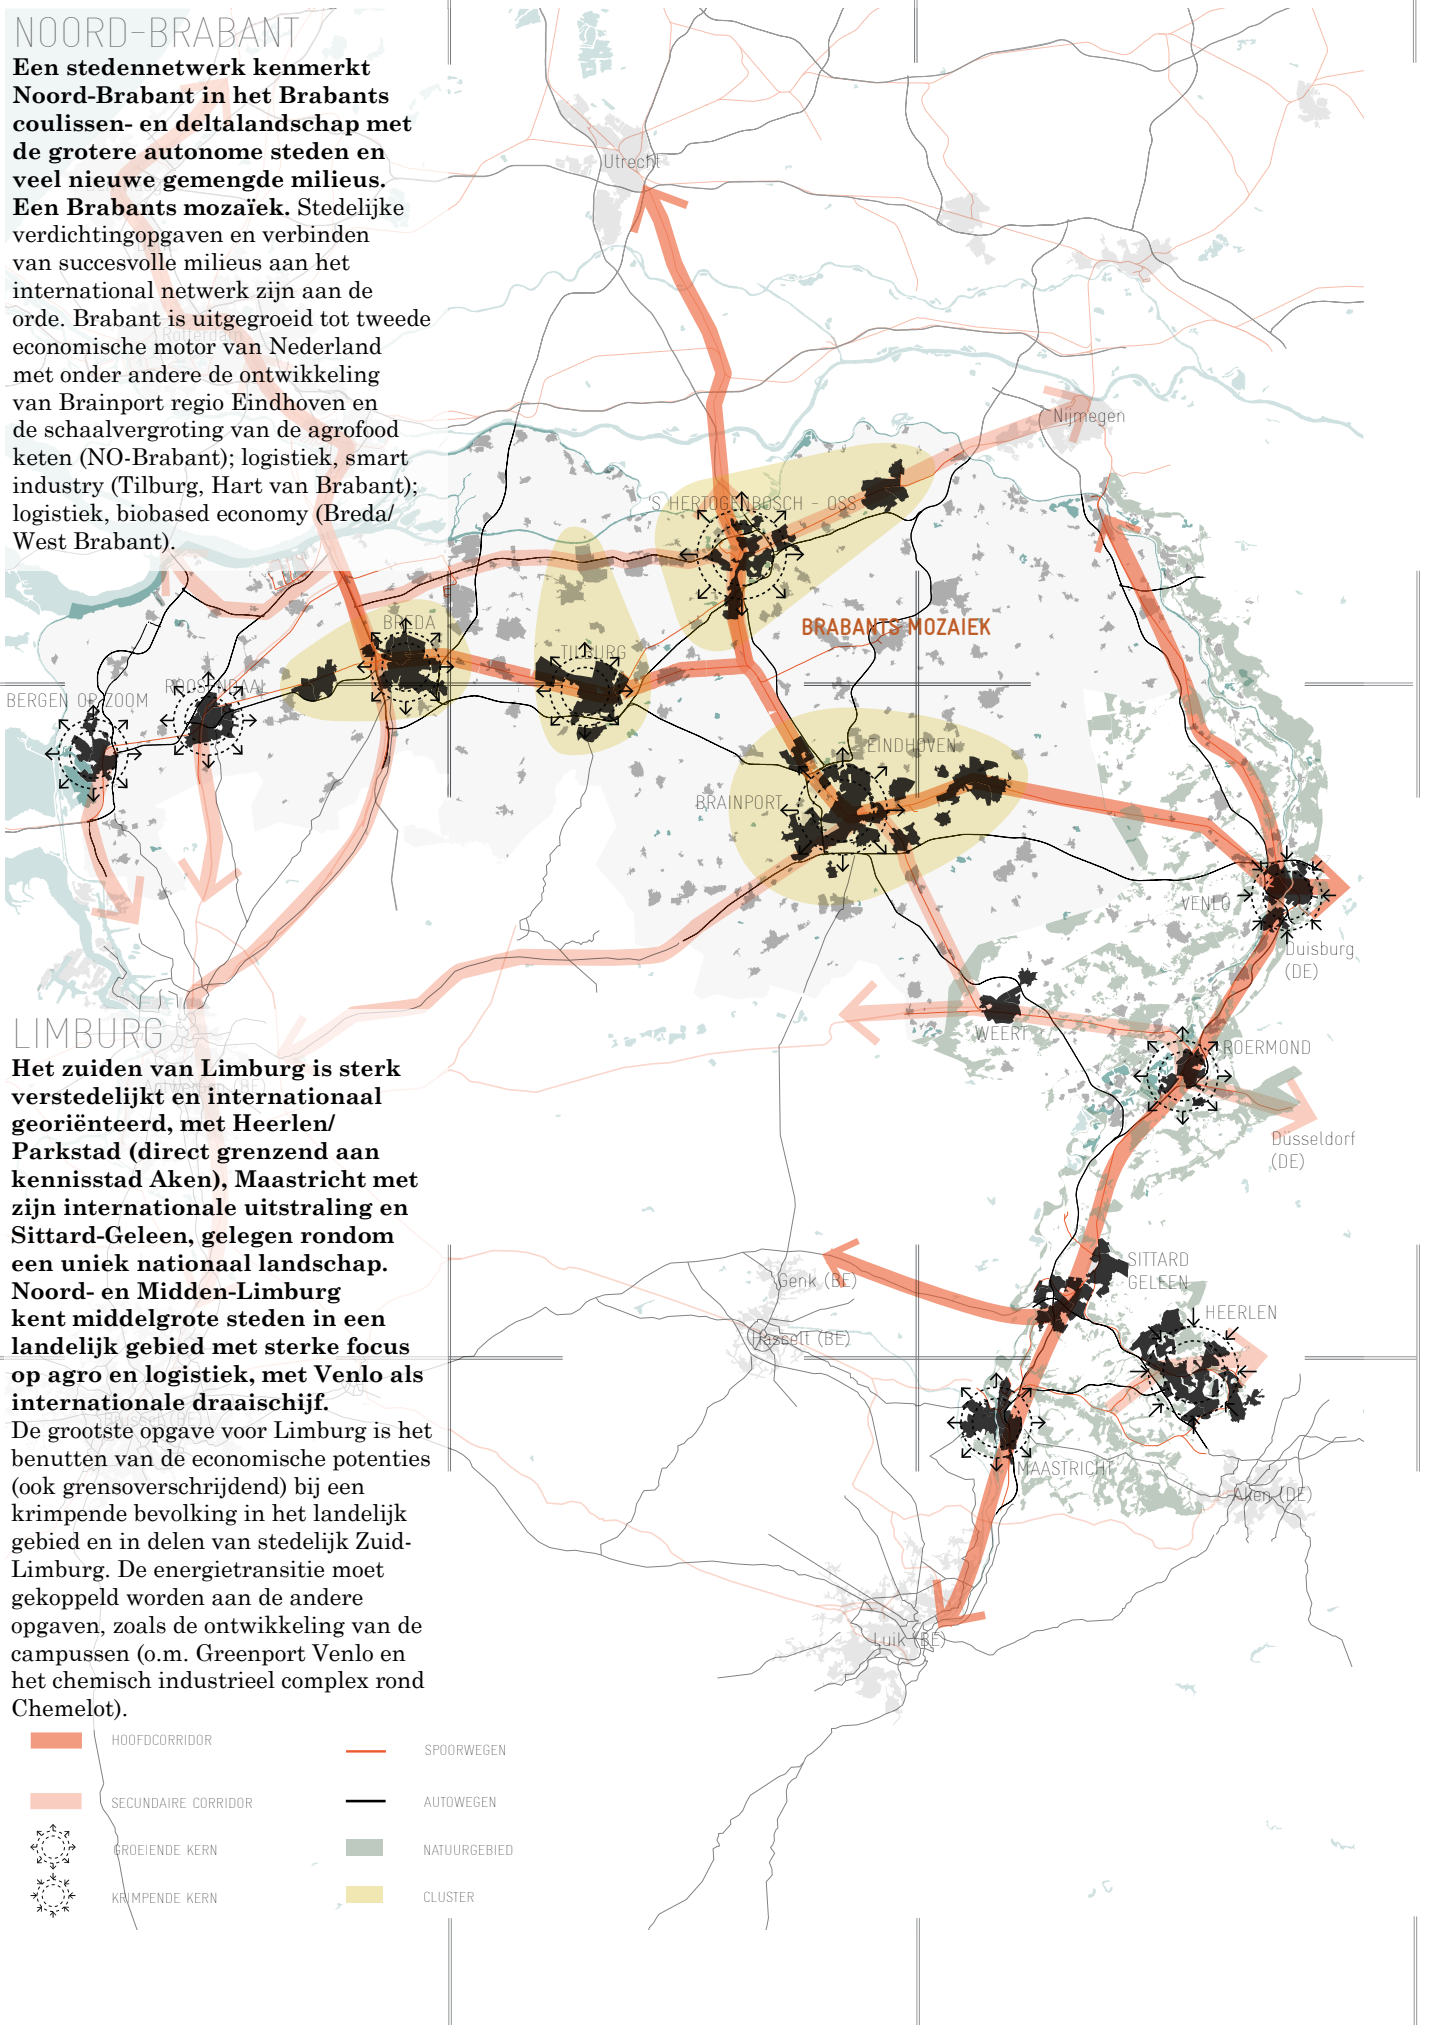 NOORD-BRABANT
Een stedennetwerk kenmerkt
Noord-Brabant in het Brabants
coulissen- en deltalandschap met
de grotere autonome steden en
veel nieuwe gemengde milieus.
Een Brabants mozaïek. Stedelijke
verdichtingopgaven en verbinden
van succesvolle milieus aan het
international netwerk zijn aan de
orde. Brabant is uitgegroeid tot tweede
economische motor van Nederland
met onder andere de ontwikkeling
van Brainport regio Eindhoven en
de schaalvergroting van de agrofood
keten (NO-Brabant); logistiek, smart
industry (Tilburg, Hart van Brabant);
logistiek, biobased economy (Breda/
West Brabant).
Rotterdam
Utrecht
Nijmegen
'S HERTOGENBOSCH - OSS
BRABANTS MOZAIEK
BREDA
TILBURG
ROOSENDAAL
BERGEN OP ZOOM
EINDHOVEN
BRAINPORT
VENLO
Duisburg
(DE)
WEERT
ROERMOND
Düsseldorf
(DE)
SITTARD
GELEEN
HEERLEN
Genk (BE)
Hasselt (BE)
MAASTRICHT
Aken (DE)
Luik (BE)
Antwerpen (BE)
Brussel (BE)
LIMBURG
Het zuiden van Limburg is sterk
verstedelijkt en internationaal
georiënteerd, met Heerlen/
Parkstad (direct grenzend aan
kennisstad Aken), Maastricht met
zijn internationale uitstraling en
Sittard-Geleen, gelegen rondom
een uniek nationaal landschap.
Noord- en Midden-Limburg
kent middelgrote steden in een
landelijk gebied met sterke focus
op agro en logistiek, met Venlo als
internationale draaischijf.
De grootste opgave voor Limburg is het
benutten van de economische potenties
(ook grensoverschrijdend) bij een
krimpende bevolking in het landelijk
gebied en in delen van stedelijk Zuid-
Limburg. De energietransitie moet
gekoppeld worden aan de andere
opgaven, zoals de ontwikkeling van de
campussen (o.m. Greenport Venlo en
het chemisch industrieel complex rond
Chemelot).
HOOFDCORRIDOR
SECUNDAIRE CORRIDOR
GROEIENDE KERN
KRIMPENDE KERN
SPOORWEGEN
AUTOWEGEN
NATUURGEBIED
CLUSTER